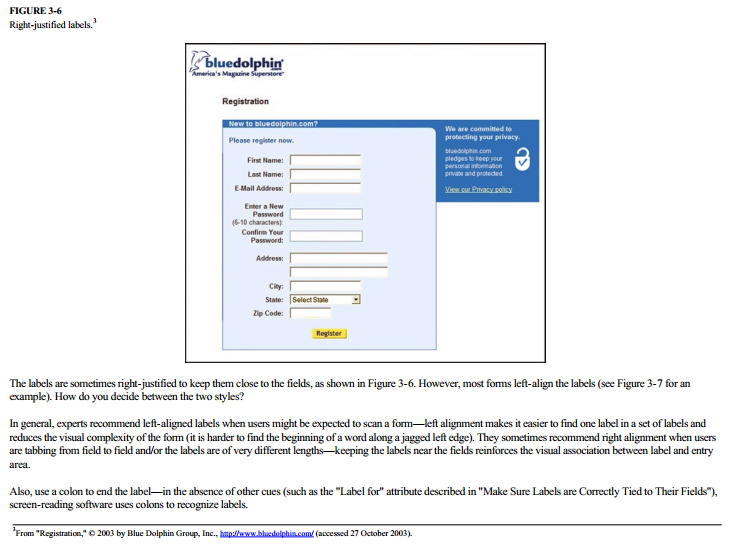 FIGURE 3-6
Right-justified labels.3
bluedolphin
America's Magazine Superstore
Registration
New to bluedolphin.com?
Please register now.
First Name:
Last Name:
E-Mail Address:
Enter a New
Password
(6-10 characters):
Confirm Your
Password:
Address:
City:
State: Select State
Zip Code:
Register
We are committed to
protecting your privacy.
bluedolphin.com
pledges to keep your
personal information
private and protected.
View our Privacy policy
The labels are sometimes right-justified to keep them close to the fields, as shown in Figure 3-6. However, most forms left-align the labels (see Figure 3-7 for an
example). How do you decide between the two styles?
In general, experts recommend left-aligned labels when users might be expected to scan a form—left alignment makes it easier to find one label in a set of labels and
reduces the visual complexity of the form (it is harder to find the beginning of a word along a jagged left edge). They sometimes recommend right alignment when users
are tabbing from field to field and/or the labels are of very different lengths—keeping the labels near the fields reinforces the visual association between label and entry
area.
Also, use a colon to end the label—in the absence of other cues (such as the "Label for" attribute described in "Make Sure Labels are Correctly Tied to Their Fields"),
screen-reading software uses colons to recognize labels.
3From "Registration," © 2003 by Blue Dolphin Group, Inc., http://www.bluedolphin.com/ (accessed 27 October 2003).